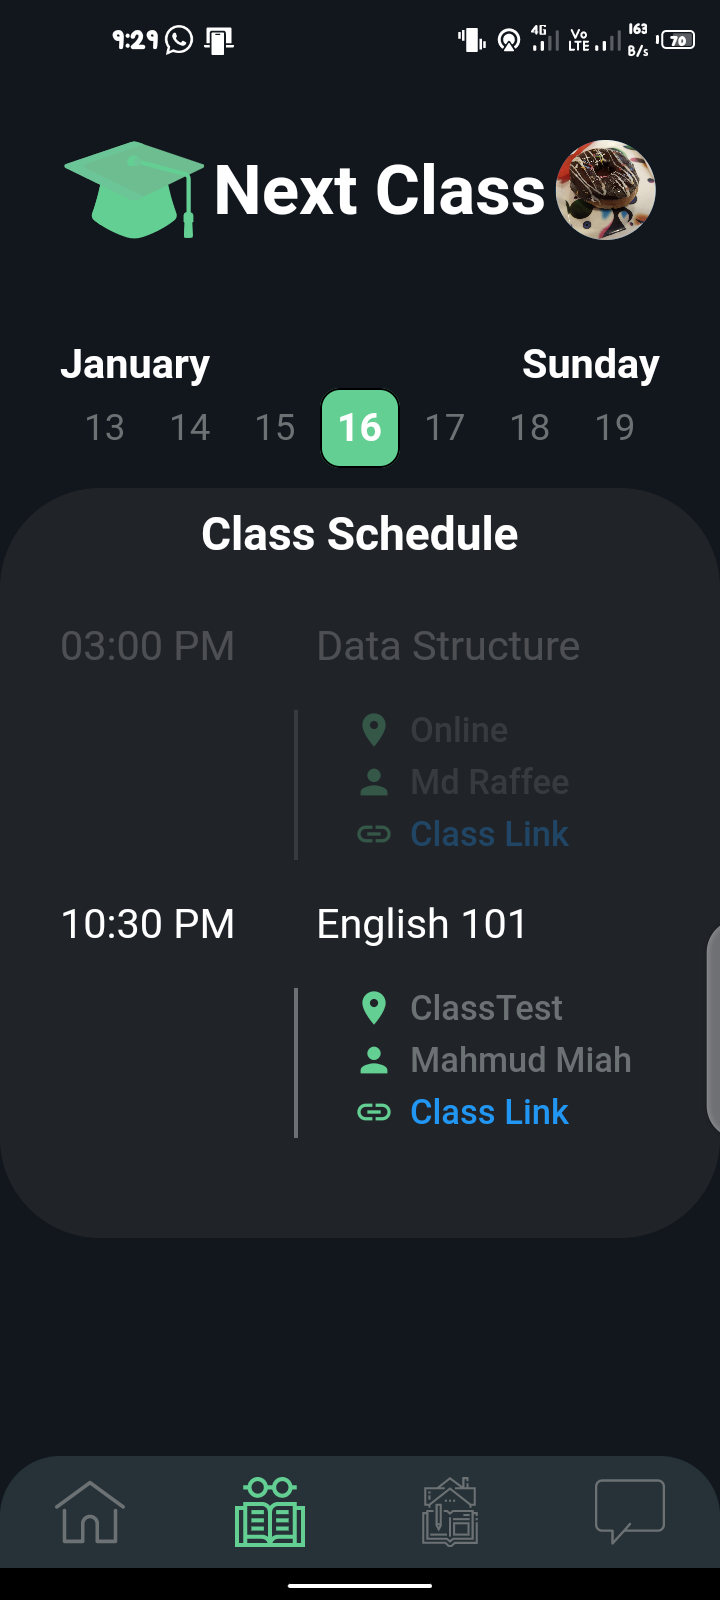 9:29 4G Vo LTE 163 B/s 70
Next Class
January Sunday
13 14 15 16 17 18 19
Class Schedule
03:00 PM Data Structure
Online
Md Raffee
Class Link
10:30 PM English 101
ClassTest
Mahmud Miah
Class Link